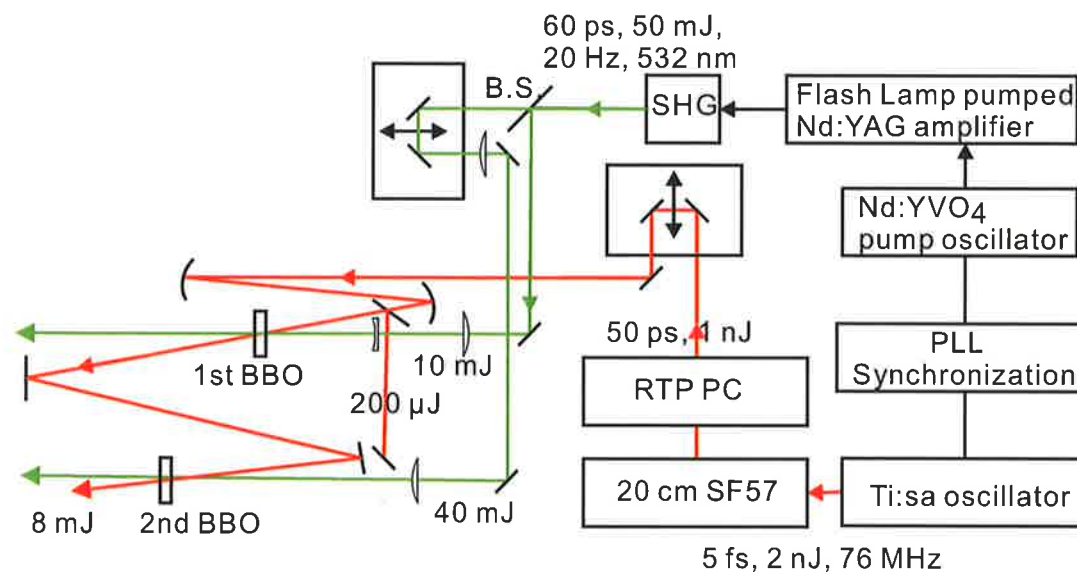 60 ps, 50 mJ,
20 Hz, 532 nm
B.S.
SHG
Flash Lamp pumped
Nd:YAG amplifier
Nd:YVO4
pump oscillator
50 ps, 1 nJ
PLL
Synchronization
1st BBO
10 mJ
200 µJ
RTP PC
20 cm SF57
Ti:sa oscillator
8 mJ
2nd BBO
40 mJ
5 fs, 2 nJ, 76 MHz